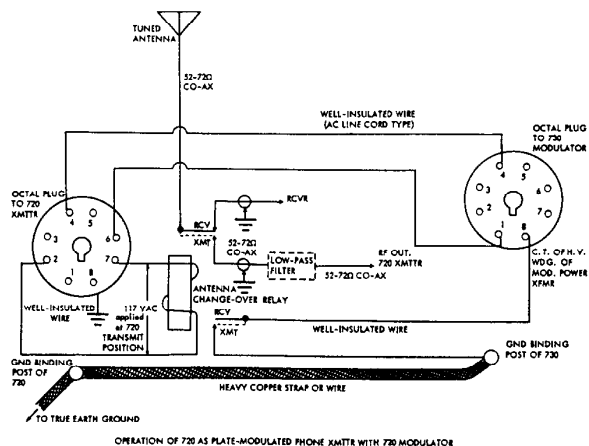 TUNED
ANTENNA
52-72Ω
CO-AX
WELL-INSULATED WIRE
(AC LINE CORD TYPE)
OCTAL PLUG
TO 730
MODULATOR
4 5
3 6
2 7
1 8
OCTAL PLUG
TO 720
XMTTR
4 5
3 6
2 7
1 8
RCV
RCVR
XMT
52-72Ω
CO-AX
LOW-PASS
FILTER
RF OUT.
720 XMTTR
52-72Ω CO-AX
C.T. OF H.V.
WDG. OF
MOD. POWER
XFMR
ANTENNA
CHANGE-OVER RELAY
WELL-INSULATED
WIRE
117 VAC
applied
at 720
TRANSMIT
POSITION
RCV
XMT
WELL-INSULATED WIRE
GND BINDING
POST OF
720
GND BINDING
POST OF 730
HEAVY COPPER STRAP OR WIRE
TO TRUE EARTH GROUND
OPERATION OF 720 AS PLATE-MODULATED PHONE XMTTR WITH 730 MODULATOR